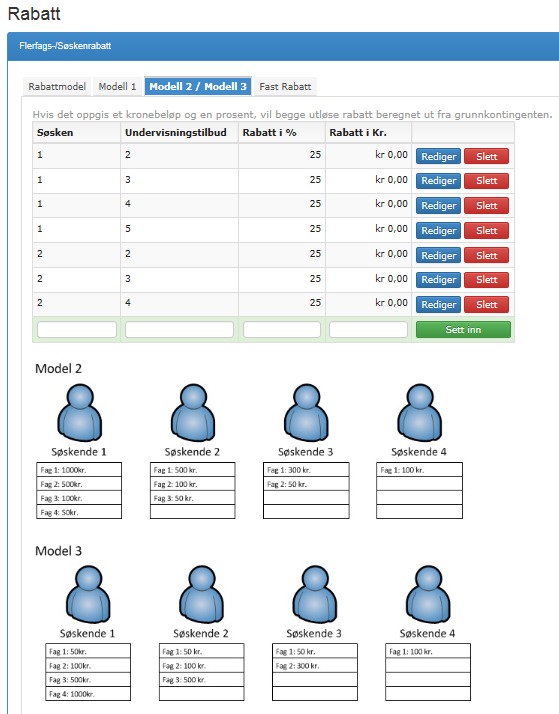 Rabatt
Flerfags-/Søskenrabatt
Rabattmodel Modell 1 Modell 2 / Modell 3 Fast Rabatt
Hvis det oppgis et kronebeløp og en prosent, vil begge utløse rabatt beregnet ut fra grunnkontingenten.
Søsken Undervisningstilbud Rabatt i % Rabatt i Kr.
1 2 25 kr 0,00 Rediger Slett
1 3 25 kr 0,00 Rediger Slett
1 4 25 kr 0,00 Rediger Slett
1 5 25 kr 0,00 Rediger Slett
2 2 25 kr 0,00 Rediger Slett
2 3 25 kr 0,00 Rediger Slett
2 4 25 kr 0,00 Rediger Slett
Sett inn
Model 2
Søskende 1 Søskende 2 Søskende 3 Søskende 4
Fag 1: 1000kr. Fag 1: 500 kr. Fag 1: 300 kr. Fag 1: 100 kr.
Fag 2: 500kr. Fag 2: 100 kr. Fag 2: 50 kr.
Fag 3: 100kr. Fag 3: 50 kr.
Fag 4: 50kr.
Model 3
Søskende 1 Søskende 2 Søskende 3 Søskende 4
Fag 1: 50kr. Fag 1: 50 kr. Fag 1: 50 kr. Fag 1: 100 kr.
Fag 2: 100kr. Fag 2: 100 kr. Fag 2: 300 kr.
Fag 3: 500kr. Fag 3: 500 kr.
Fag 4: 1000kr.